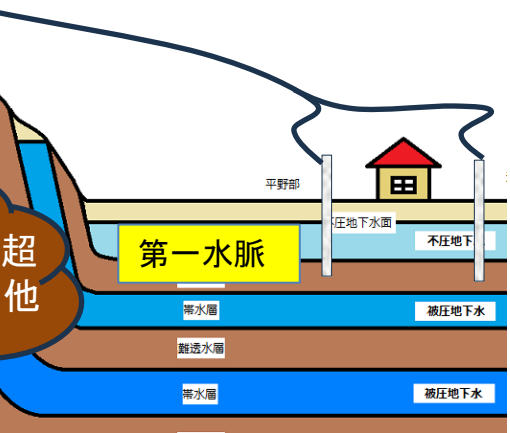 平野部
不圧地下水面
不圧地下
第一水脈
超
他
帯水層
被圧地下水
難透水層
帯水層
被圧地下水